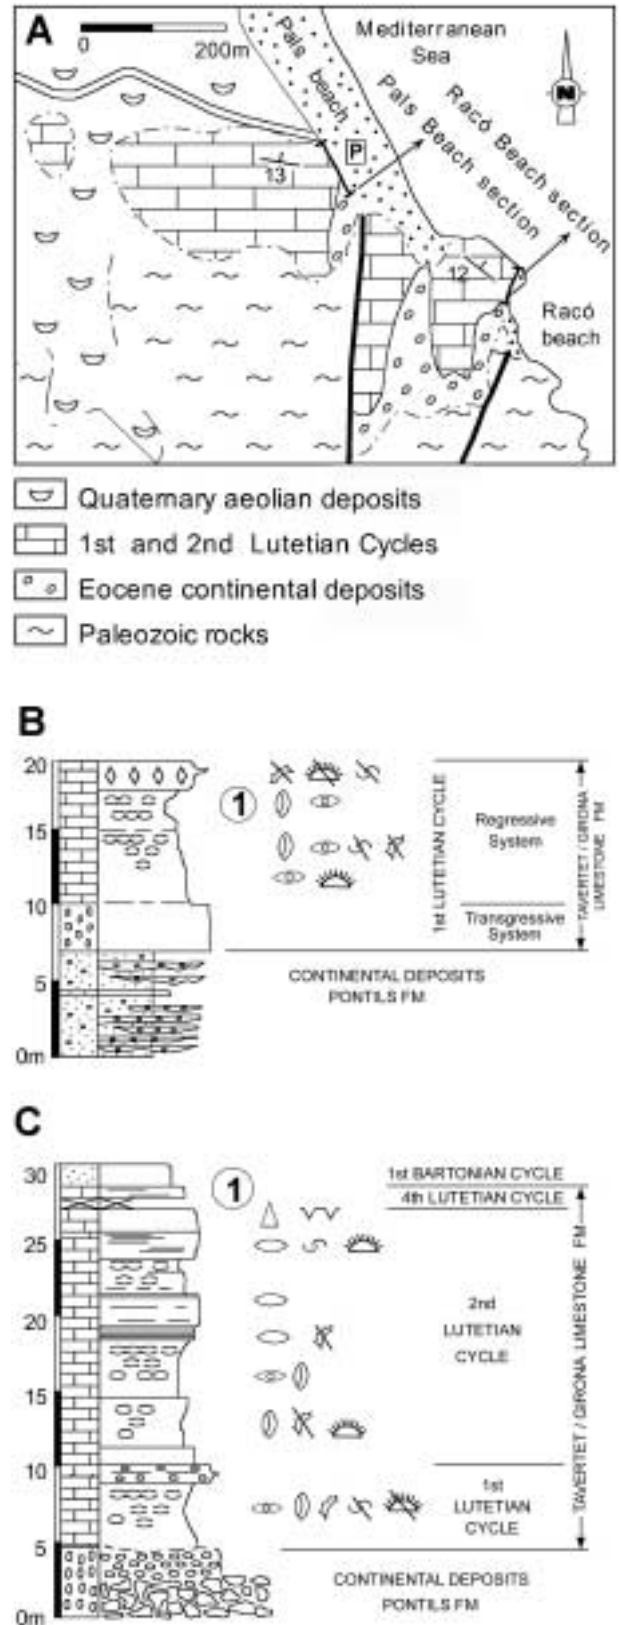 A
0 200m
Mediterranean
Sea
Pals
beach
P
N
Pals Beach section
Racó Beach section
13
12
Racó
beach
Quaternary aeolian deposits
1st and 2nd Lutetian Cycles
Eocene continental deposits
Paleozoic rocks
B
20
15
10
5
0m
1
1st LUTETIAN CYCLE
Regressive
System
Transgressive
System
TAVERTET / GIRONA
LIMESTONE FM
CONTINENTAL DEPOSITS
PONTILS FM
C
30
25
20
15
10
5
0m
1
1st BARTONIAN CYCLE
4th LUTETIAN CYCLE
2nd
LUTETIAN
CYCLE
1st
LUTETIAN
CYCLE
TAVERTET / GIRONA LIMESTONE FM
CONTINENTAL DEPOSITS
PONTILS FM